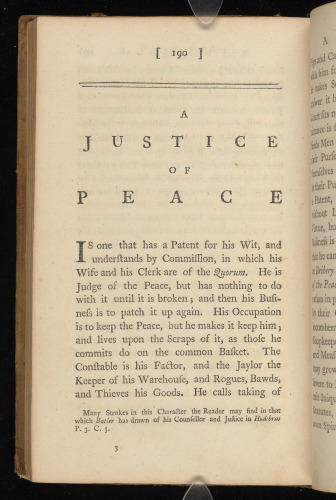 [ 190 ]
A
JUSTICE
OF
PEACE
IS one that has a Patent for his Wit, and
underſtands by Commiſſion, in which his
Wife and his Clerk are of the Quorum. He is
Judge of the Peace, but has nothing to do
with it until it is broken; and then his Buſi-
neſs is to patch it up again. His Occupation
is to keep the Peace, but he makes it keep him;
and lives upon the Scraps of it, as thoſe he
commits do on the common Baſket. The
Conſtable is his Factor, and the Jaylor the
Keeper of his Warehouſe, and Rogues, Bawds,
and Thieves his Goods. He calls taking of
Many Strokes in this Character the Reader may find in that
which Butler has drawn of his Counſellor and Juſtice in Hudibras
P. 3. C. 3.
3